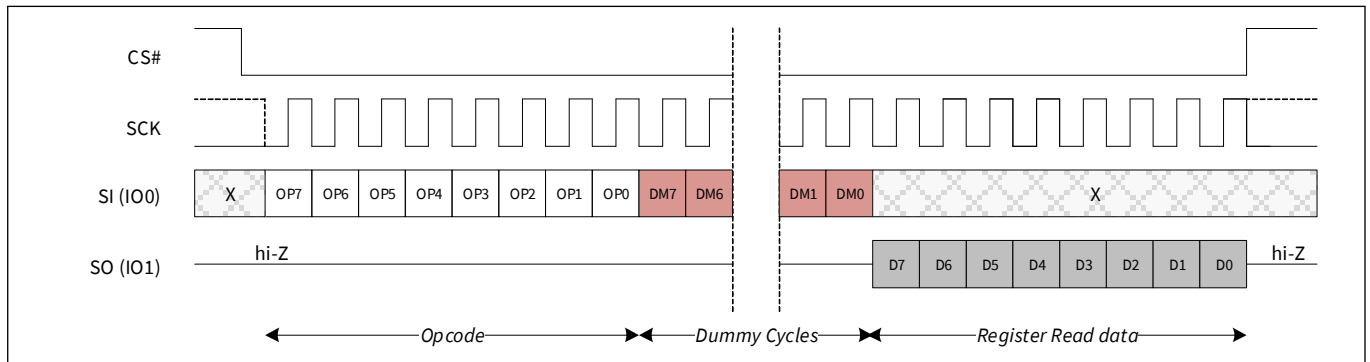 CS#
SCK
SI (IO0) X OP7 OP6 OP5 OP4 OP3 OP2 OP1 OP0 DM7 DM6 DM1 DM0 X
hi-Z hi-Z
SO (IO1) D7 D6 D5 D4 D3 D2 D1 D0
Opcode Dummy Cycles Register Read data